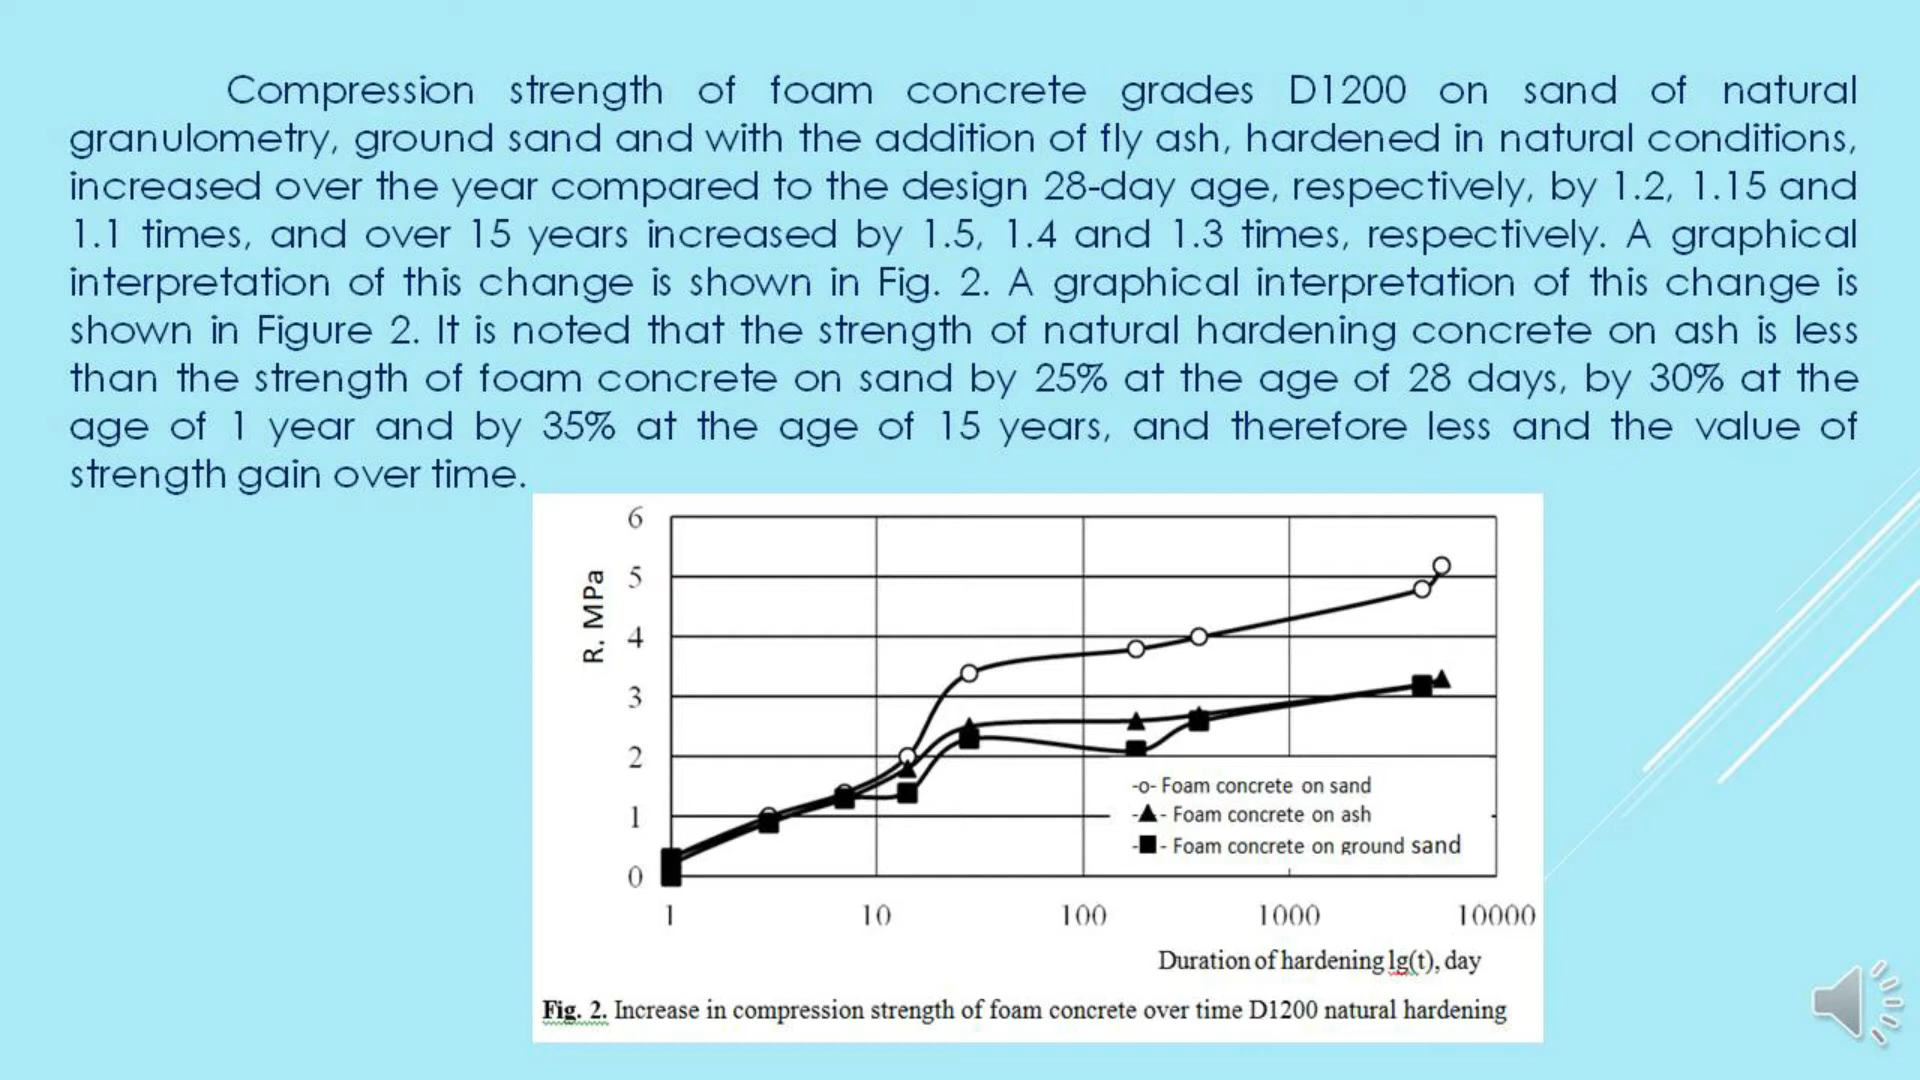 Compression strength of foam concrete grades D1200 on sand of natural
granulometry, ground sand and with the addition of fly ash, hardened in natural conditions,
increased over the year compared to the design 28-day age, respectively, by 1.2, 1.15 and
1.1 times, and over 15 years increased by 1.5, 1.4 and 1.3 times, respectively. A graphical
interpretation of this change is shown in Fig. 2. A graphical interpretation of this change is
shown in Figure 2. It is noted that the strength of natural hardening concrete on ash is less
than the strength of foam concrete on sand by 25% at the age of 28 days, by 30% at the
age of 1 year and by 35% at the age of 15 years, and therefore less and the value of
strength gain over time.
R. MPa
6
5
4
3
2
1
0
-o- Foam concrete on sand
-▲- Foam concrete on ash
-■- Foam concrete on ground sand
1 10 100 1000 10000
Duration of hardening lg(t), day
Fig. 2. Increase in compression strength of foam concrete over time D1200 natural hardening